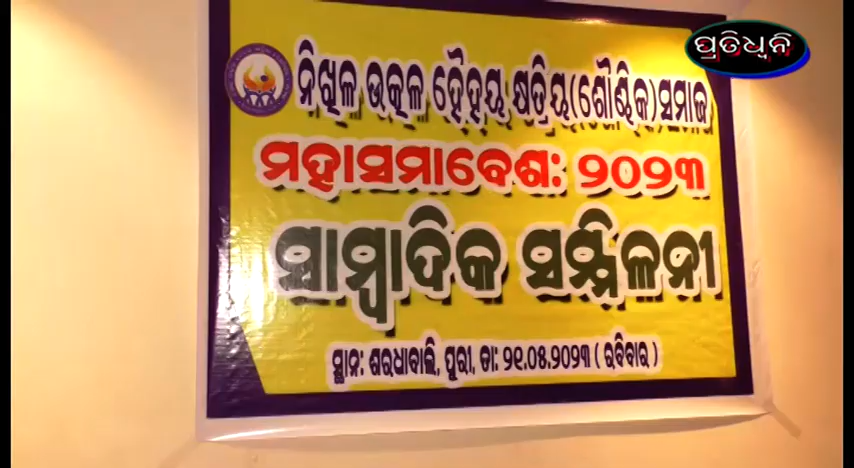 ପ୍ରତିଧ୍ୱନି
ନିଖିଳ ଉତ୍କଳ ହୈହୟ କ୍ଷତ୍ରିୟ(ଶୌଣ୍ଡିକ)ସମାଜ
ମହାସମାବେଶ: ୨୦୨୩
ସାମ୍ବାଦିକ ସମ୍ମିଳନୀ
ସ୍ଥାନ: ଶରଧାବାଲି, ପୁରୀ, ତା: ୨୧.୦୫.୨୦୨୩ ( ରବିବାର )